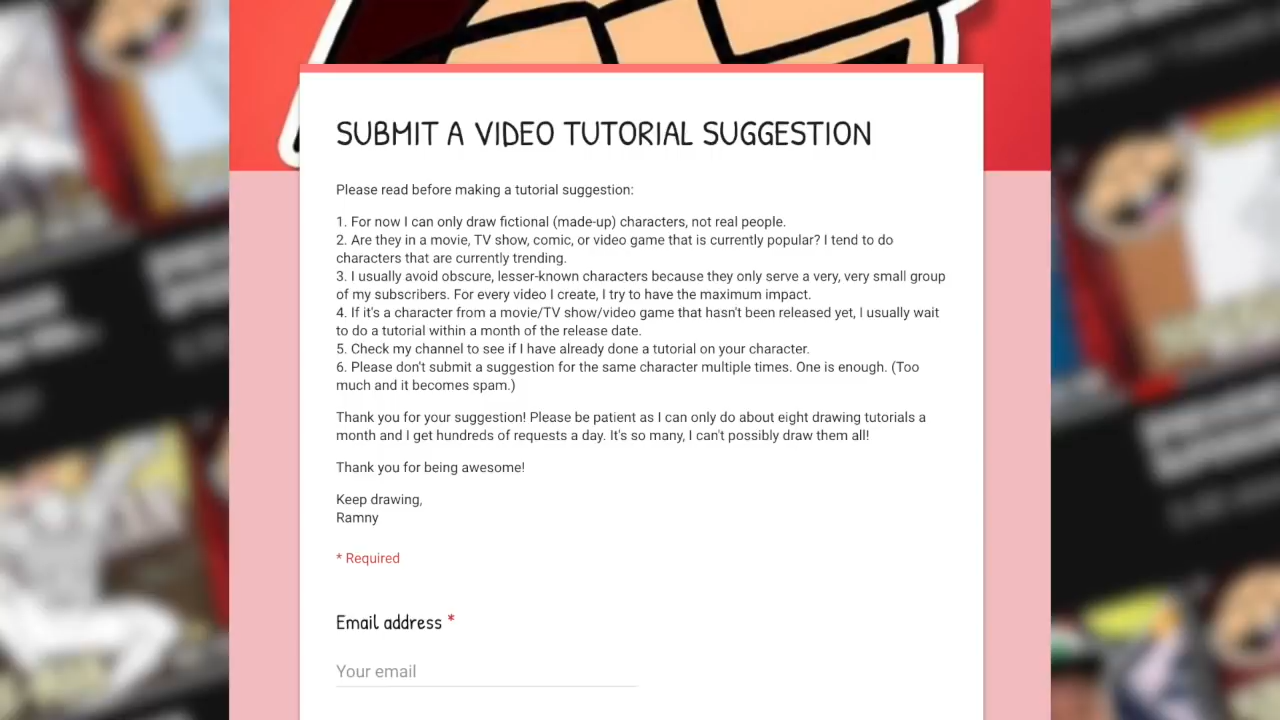 SUBMIT A VIDEO TUTORIAL SUGGESTION
Please read before making a tutorial suggestion:
1. For now I can only draw fictional (made-up) characters, not real people.
2. Are they in a movie, TV show, comic, or video game that is currently popular? I tend to do
characters that are currently trending.
3. I usually avoid obscure, lesser-known characters because they only serve a very, very small group
of my subscribers. For every video I create, I try to have the maximum impact.
4. If it's a character from a movie/TV show/video game that hasn't been released yet, I usually wait
to do a tutorial within a month of the release date.
5. Check my channel to see if I have already done a tutorial on your character.
6. Please don't submit a suggestion for the same character multiple times. One is enough. (Too
much and it becomes spam.)
Thank you for your suggestion! Please be patient as I can only do about eight drawing tutorials a
month and I get hundreds of requests a day. It's so many, I can't possibly draw them all!
Thank you for being awesome!
Keep drawing,
Ramny
* Required
Email address *
Your email